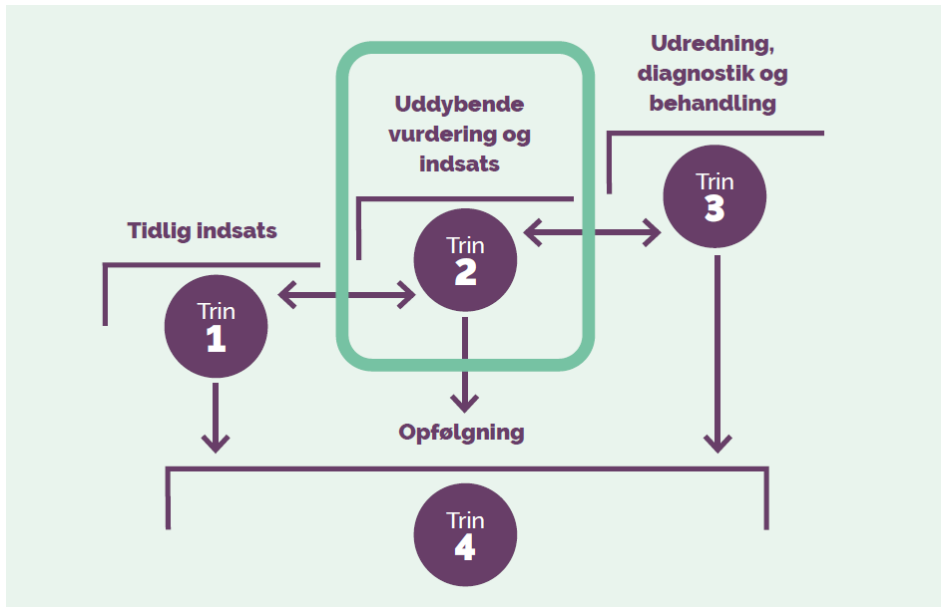 Tidlig indsats
Trin
1
Uddybende
vurdering og
indsats
Trin
2
Udredning,
diagnostik og
behandling
Trin
3
Opfølgning
Trin
4